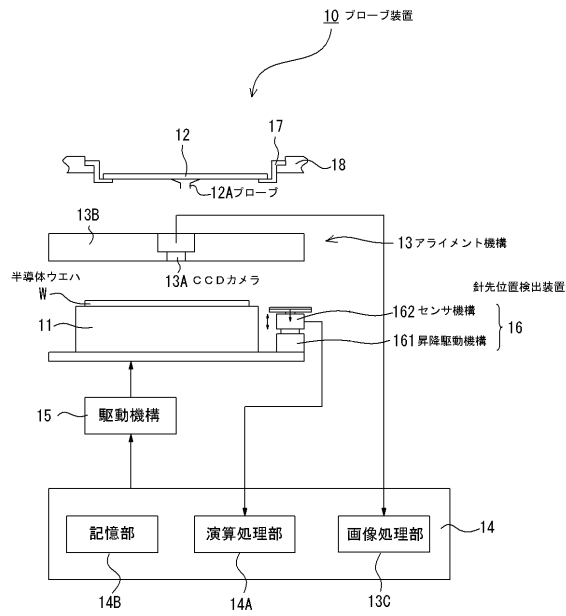 10 プローブ装置
17
12
18
12Aプローブ
13B
13 アライメント機構
13A CCDカメラ
半導体ウエハ
W
針先位置検出装置
162 センサ機構
16
11
161 昇降駆動機構
15
駆動機構
記憶部
演算処理部
画像処理部
14
14B
14A
13C